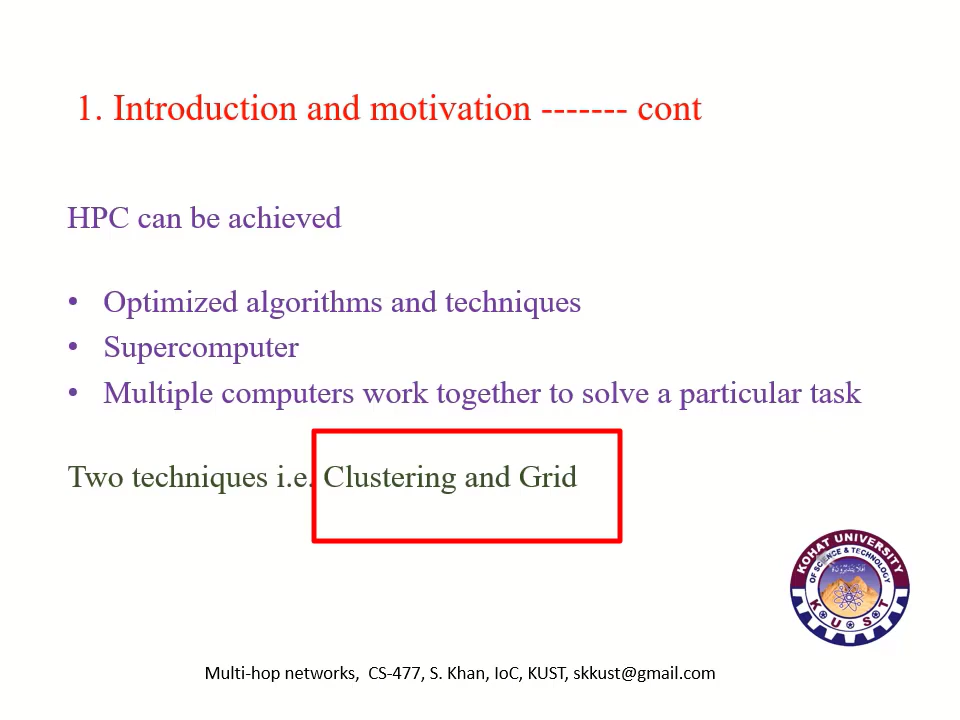 1. Introduction and motivation ------- cont
HPC can be achieved
• Optimized algorithms and techniques
• Supercomputer
• Multiple computers work together to solve a particular task
Two techniques i.e. Clustering and Grid
KOHAT UNIVERSITY
OF SCIENCE & TECHNOLOGY
K U S T
Multi-hop networks, CS-477, S. Khan, IoC, KUST, skkust@gmail.com